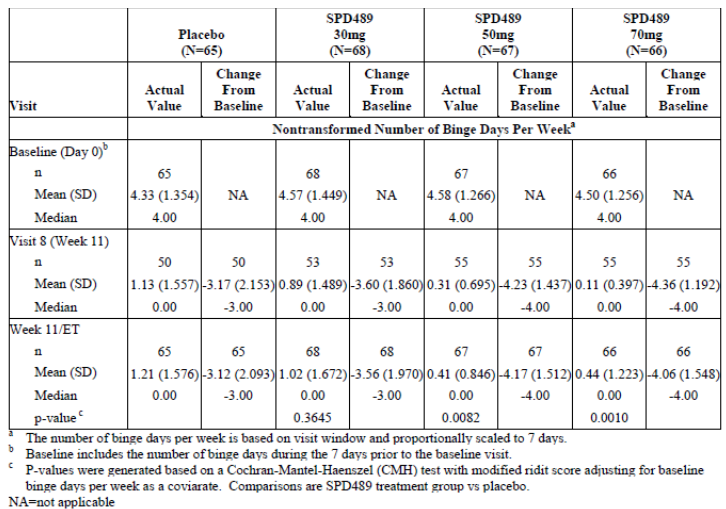 Placebo (N=65) SPD489 30mg (N=68) SPD489 50mg (N=67) SPD489 70mg (N=66)
Visit Actual Value Change From Baseline Actual Value Change From Baseline Actual Value Change From Baseline Actual Value Change From Baseline
Nontransformed Number of Binge Days Per Week a
Baseline (Day 0) b
n 65 68 67 66
Mean (SD) 4.33 (1.354) NA 4.57 (1.449) NA 4.58 (1.266) NA 4.50 (1.256) NA
Median 4.00 4.00 4.00 4.00
Visit 8 (Week 11)
n 50 50 53 53 55 55 55 55
Mean (SD) 1.13 (1.557) -3.17 (2.153) 0.89 (1.489) -3.60 (1.860) 0.31 (0.695) -4.23 (1.437) 0.11 (0.397) -4.36 (1.192)
Median 0.00 -3.00 0.00 -3.00 0.00 -4.00 0.00 -4.00
Week 11/ET
n 65 65 68 68 67 67 66 66
Mean (SD) 1.21 (1.576) -3.12 (2.093) 1.02 (1.672) -3.56 (1.970) 0.41 (0.846) -4.17 (1.512) 0.44 (1.223) -4.06 (1.548)
Median 0.00 -3.00 0.00 -3.00 0.00 -4.00 0.00 -4.00
p-value c 0.3645 0.0082 0.0010
a The number of binge days per week is based on visit window and proportionally scaled to 7 days.
b Baseline includes the number of binge days during the 7 days prior to the baseline visit.
c P-values were generated based on a Cochran-Mantel-Haenszel (CMH) test with modified ridit score adjusting for baseline
binge days per week as a coviarate. Comparisons are SPD489 treatment group vs placebo.
NA=not applicable